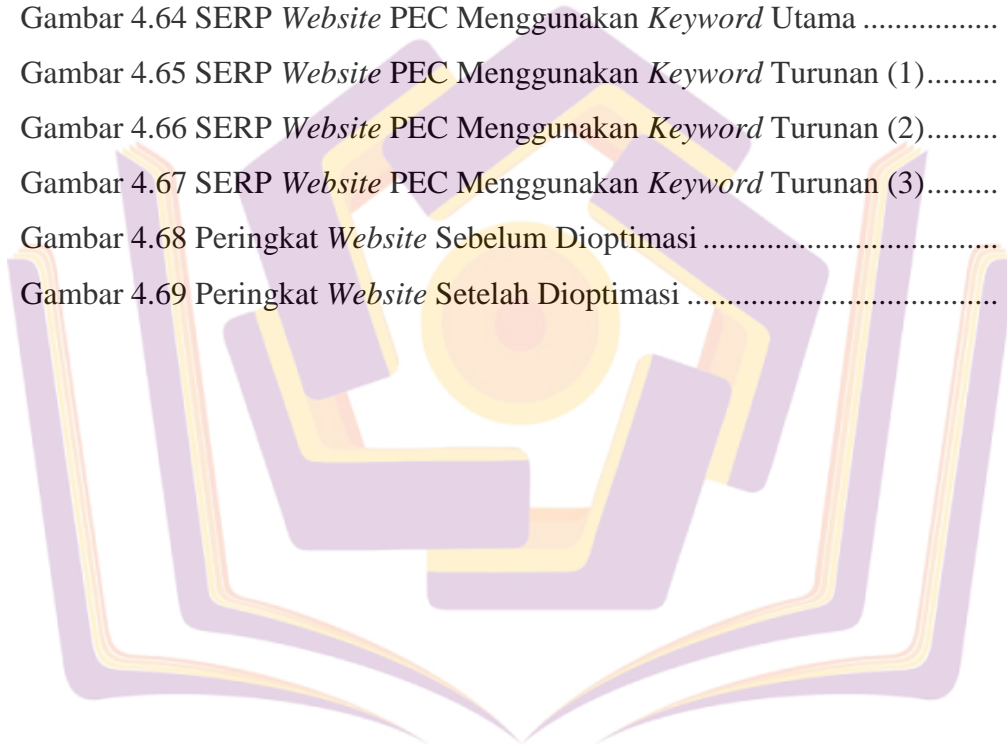 Gambar 4.64 SERP Website PEC Menggunakan Keyword Utama ................
Gambar 4.65 SERP Website PEC Menggunakan Keyword Turunan (1).........
Gambar 4.66 SERP Website PEC Menggunakan Keyword Turunan (2).........
Gambar 4.67 SERP Website PEC Menggunakan Keyword Turunan (3).........
Gambar 4.68 Peringkat Website Sebelum Dioptimasi...................................
Gambar 4.69 Peringkat Website Setelah Dioptimasi ....................................